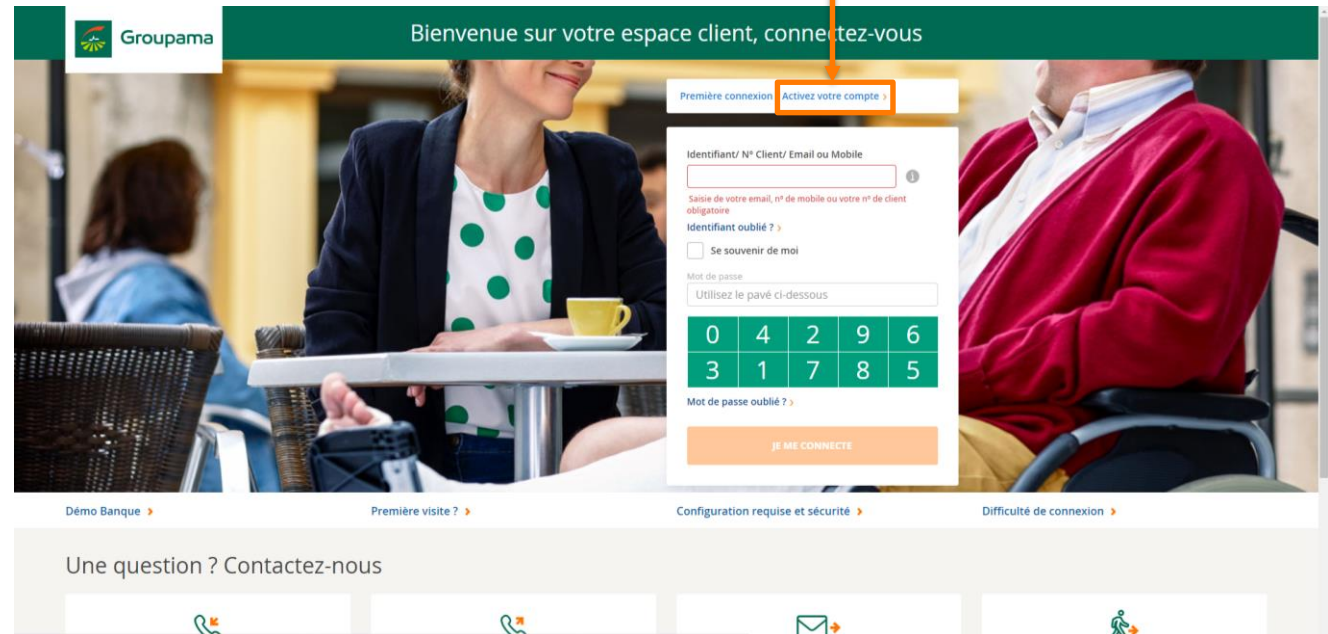 Groupama
Bienvenue sur votre espace client, connectez-vous
Première connexion Activez votre compte >
Identifiant/ N° Client/ Email ou Mobile
Saisie de votre email, n° de mobile ou votre n° de client
obligatoire
Identifiant oublié ? >
Se souvenir de moi
Mot de passe
Utilisez le pavé ci-dessous
0 4 2 9 6
3 1 7 8 5
Mot de passe oublié ? >
JE ME CONNECTE
Démo Banque >
Première visite ? >
Configuration requise et sécurité >
Difficulté de connexion >
Une question ? Contactez-nous